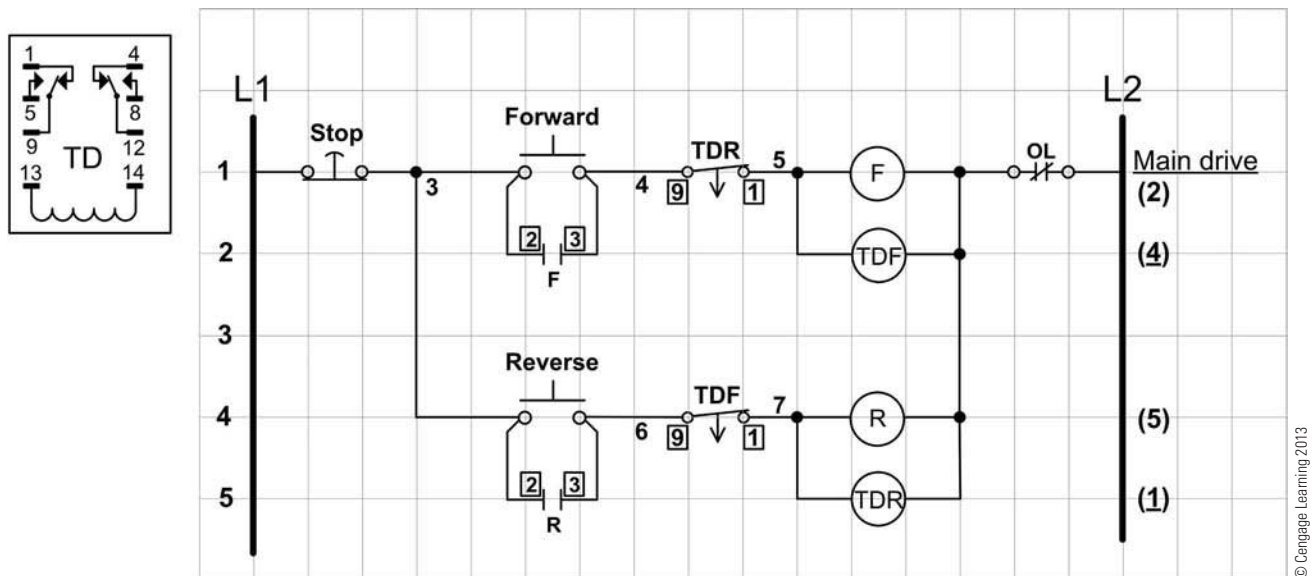 1 4
5 8
9 TD 12
13 14
L1 L2
Stop Forward TDR 5 F OL Main drive
1 3 4 9 1 (2)
2 2 3 F TDF (4)
3
Reverse TDF 7 R
4 6 9 1 (5)
5 2 3 R TDR (1)
© Cengage Learning 2013